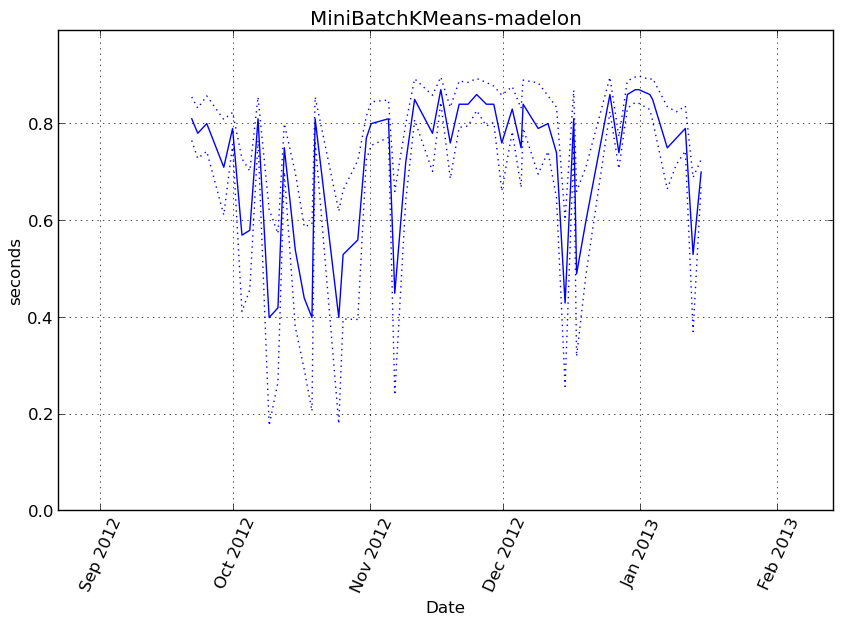 MiniBatchKMeans-madelon
seconds
0.8
0.6
0.4
0.2
0.0
Sep 2012
Oct 2012
Nov 2012
Dec 2012
Jan 2013
Feb 2013
Date